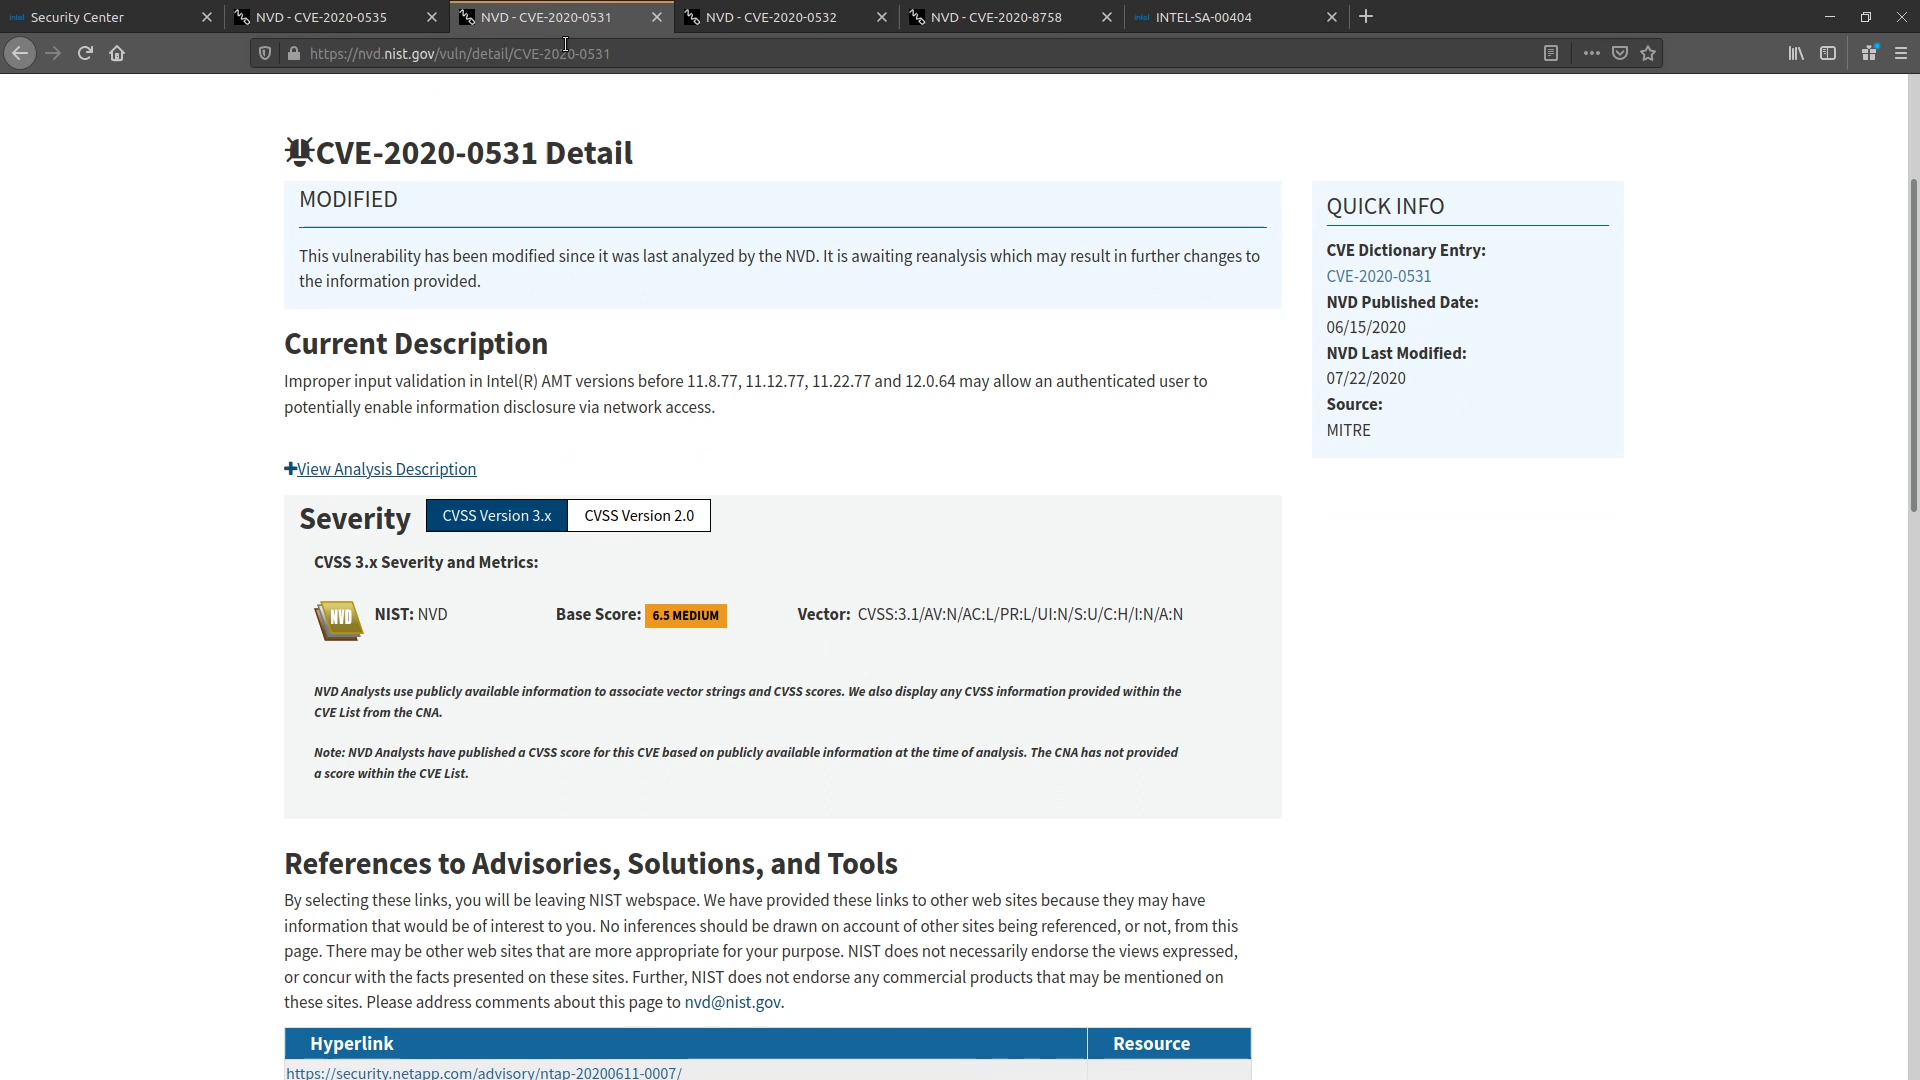 intel Security Center
NVD - CVE-2020-0535
NVD - CVE-2020-0531
NVD - CVE-2020-0532
NVD - CVE-2020-8758
intel INTEL-SA-00404
https://nvd.nist.gov/vuln/detail/CVE-2020-0531
CVE-2020-0531 Detail
MODIFIED
This vulnerability has been modified since it was last analyzed by the NVD. It is awaiting reanalysis which may result in further changes to
the information provided.
Current Description
Improper input validation in Intel(R) AMT versions before 11.8.77, 11.12.77, 11.22.77 and 12.0.64 may allow an authenticated user to
potentially enable information disclosure via network access.
View Analysis Description
Severity
CVSS Version 3.x
CVSS Version 2.0
CVSS 3.x Severity and Metrics:
NVD
NIST: NVD
Base Score: 6.5 MEDIUM
Vector: CVSS:3.1/AV:N/AC:L/PR:L/UI:N/S:U/C:H/I:N/A:N
NVD Analysts use publicly available information to associate vector strings and CVSS scores. We also display any CVSS information provided within the
CVE List from the CNA.
Note: NVD Analysts have published a CVSS score for this CVE based on publicly available information at the time of analysis. The CNA has not provided
a score within the CVE List.
References to Advisories, Solutions, and Tools
By selecting these links, you will be leaving NIST webspace. We have provided these links to other web sites because they may have
information that would be of interest to you. No inferences should be drawn on account of other sites being referenced, or not, from this
page. There may be other web sites that are more appropriate for your purpose. NIST does not necessarily endorse the views expressed,
or concur with the facts presented on these sites. Further, NIST does not endorse any commercial products that may be mentioned on
these sites. Please address comments about this page to nvd@nist.gov.
Hyperlink
Resource
https://security.netapp.com/advisory/ntap-20200611-0007/
QUICK INFO
CVE Dictionary Entry:
CVE-2020-0531
NVD Published Date:
06/15/2020
NVD Last Modified:
07/22/2020
Source:
MITRE